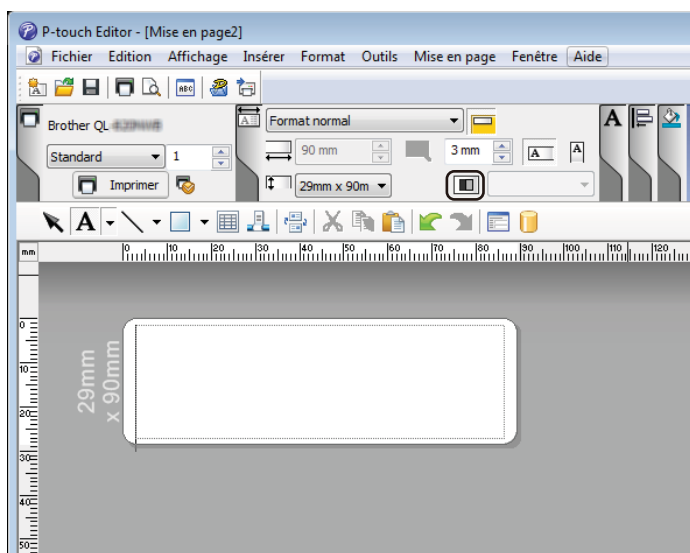 P-touch Editor - [Mise en page2]
Fichier Edition Affichage Insérer Format Outils Mise en page Fenêtre Aide
ABC
A Format normal A
Brother QL
Standard 1 90 mm 3 mm A A
Imprimer 29mm x 90m
A
mm 0 10 20 30 40 50 60 70 80 90 100 110 120
0
10
20
30
40
50
29mm
x 90mm